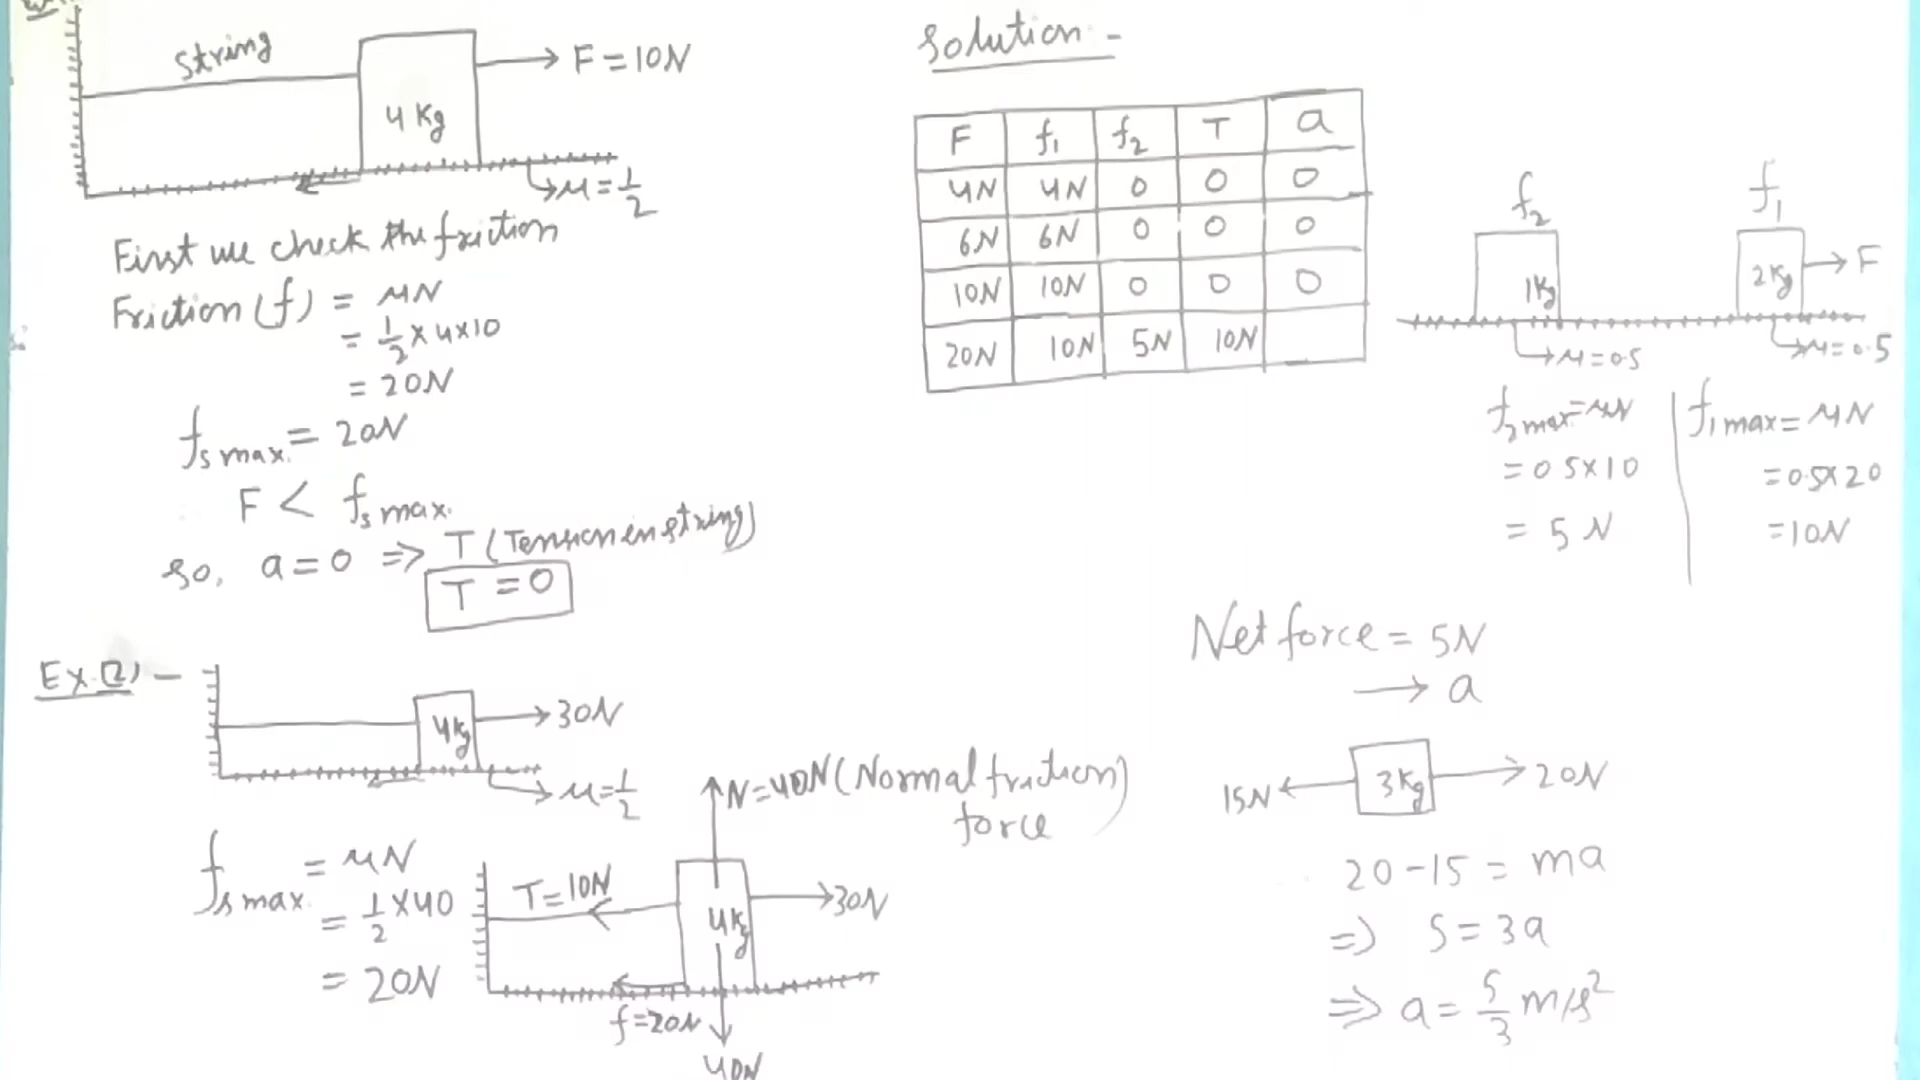 String
4 Kg
F = 10N
μ = 1/2
First we check the friction
Friction (f) = μN
= 1/2 × 4 × 10
= 20N
fs max. = 20N
F < fs max.
so, a = 0 ⇒ T (Tension in string)
T = 0
Ex. (2) –
4Kg
30N
μ = 1/2
fs max. = μN
= 1/2 × 40
= 20N
N = 40N (Normal friction)
force
T = 10N
4Kg
30N
f = 20N
40N
Solution -
F f1 f2 T a
4N 4N 0 0 0
6N 6N 0 0 0
10N 10N 0 0 0
20N 10N 5N 10N
f2 f1
1Kg 2Kg F
μ = 0.5 μ = 0.5
f2 max = μN
= 0.5 × 10
= 5 N
f1 max = μN
= 0.5 × 20
= 10N
Net force = 5N
→ a
15N 3Kg 20N
20 - 15 = ma
⇒ 5 = 3a
⇒ a = 5/3 m/s²